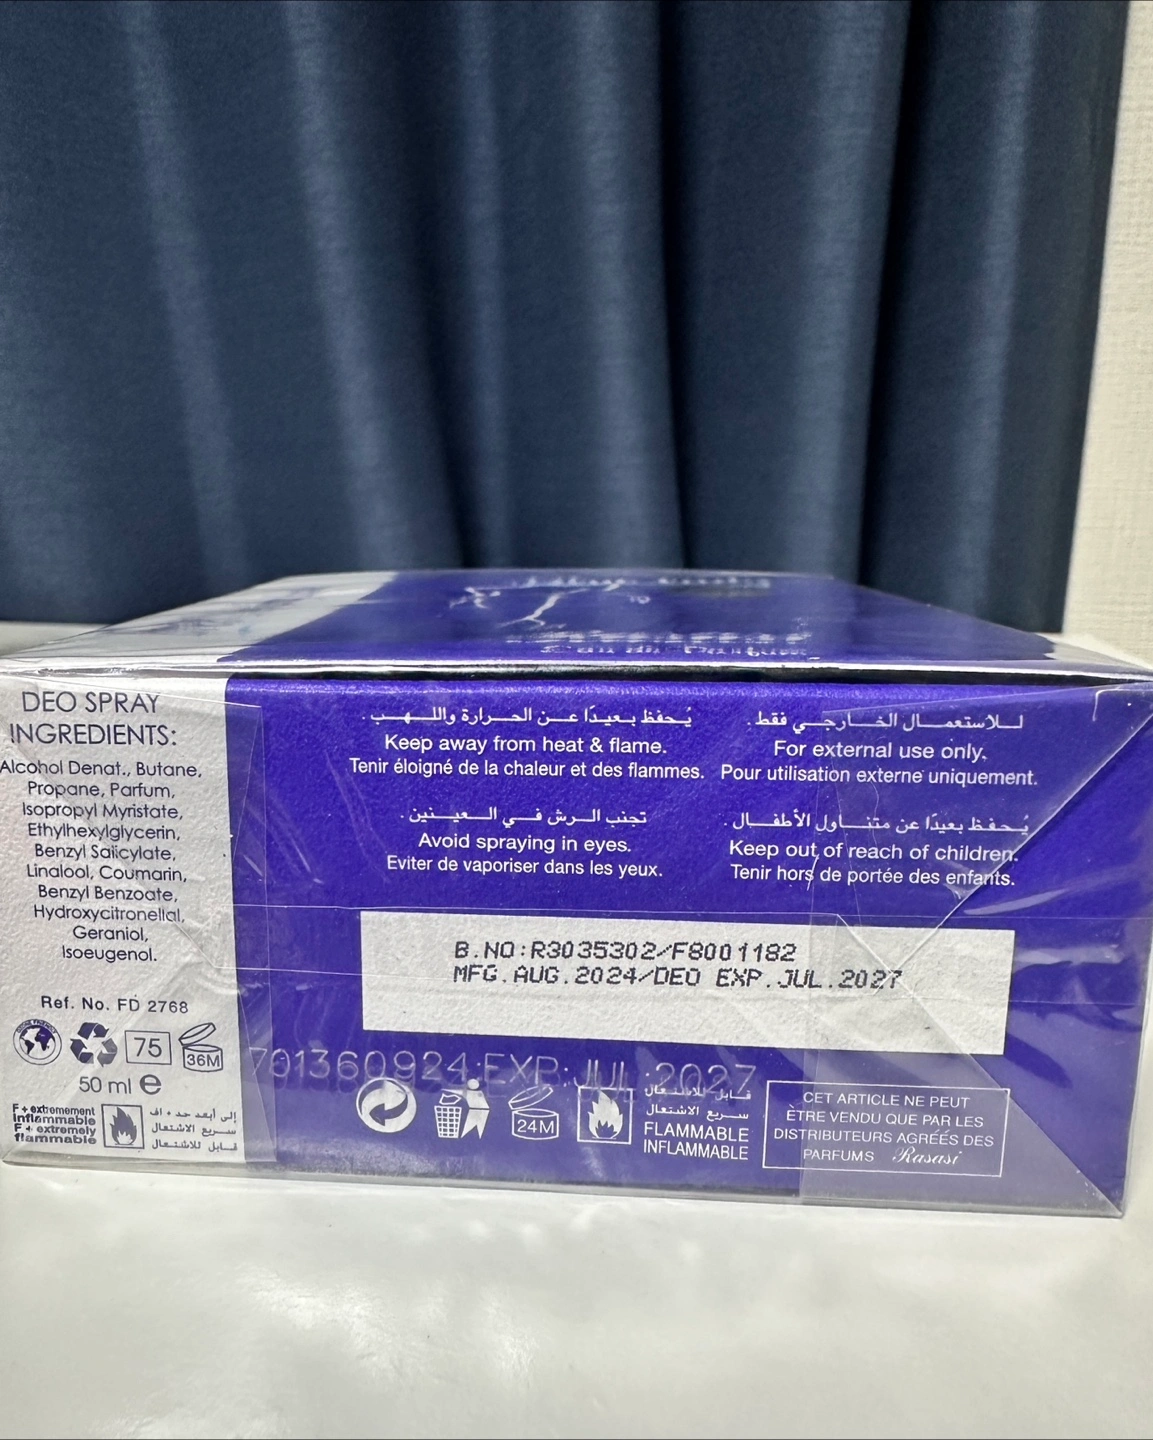 DEO SPRAY
INGREDIENTS:
Alcohol Denat., Butane,
Propane, Parfum,
Isopropyl Myristate,
Ethylhexylglycerin,
Benzyl Salicylate,
Linalool, Coumarin,
Benzyl Benzoate,
Hydroxycitronellal,
Geraniol,
Isoeugenol.
Ref. No. FD 2768
75
36M
50 ml e
F + extremement
inflammable
F + extremely
flammable
سريع الاشتعال
قابل للاشتعال
يُحفظ بعيدًا عن الحرارة واللهب.
Keep away from heat & flame.
Tenir éloigné de la chaleur et des flammes.
للاستعمال الخارجي فقط.
For external use only.
Pour utilisation externe uniquement.
تجنب الرش في العينين.
Avoid spraying in eyes.
Eviter de vaporiser dans les yeux.
يُحفظ بعيدًا عن متناول الأطفال.
Keep out of reach of children.
Tenir hors de portée des enfants.
B.NO:R3035302/F8001182
MFG.AUG.2024/DEO EXP.JUL.2027
701360924:EXP:JUL:2027
24M
قابل للاشتعال
سريع الاشتعال
FLAMMABLE
INFLAMMABLE
CET ARTICLE NE PEUT
ÊTRE VENDU QUE PAR LES
DISTRIBUTEURS AGRÉÉS DES
PARFUMS Rasasi